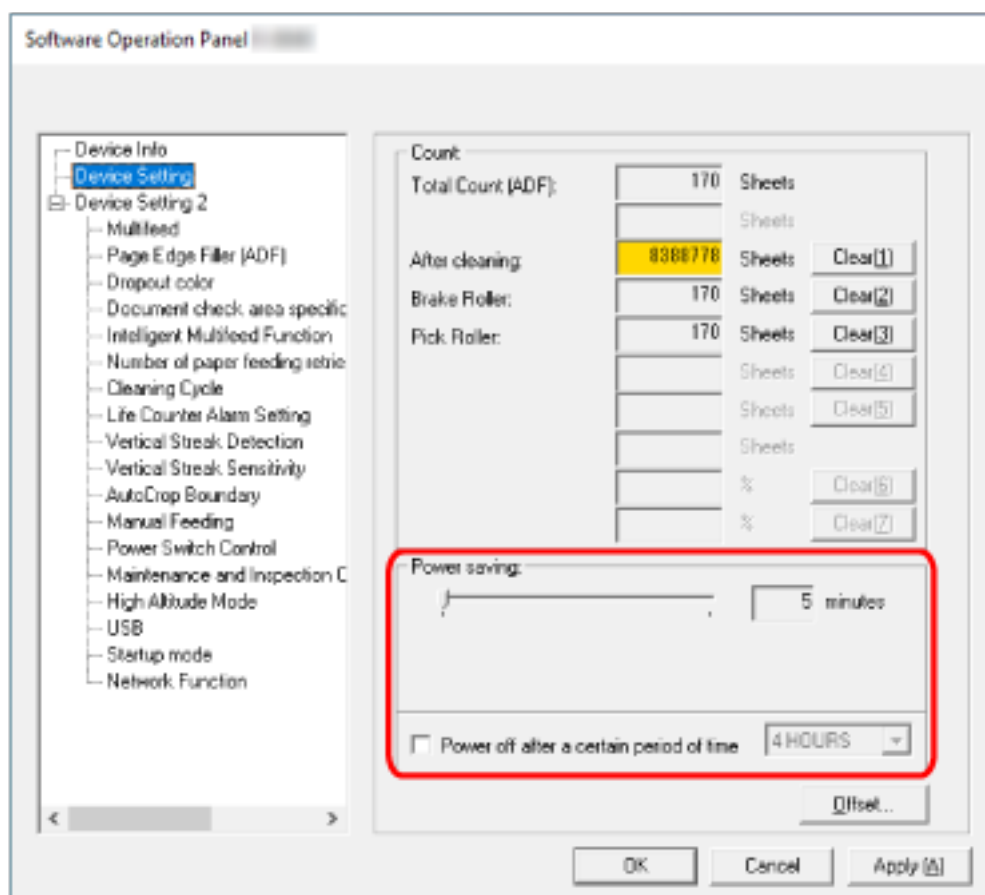 Software Operation Panel
Device Info
Device Setting
Device Setting 2
Multifeed
Page Edge Filler (ADF)
Dropout color
Document check area specific
Intelligent Multifeed Function
Number of paper feeding retrie
Cleaning Cycle
Life Counter Alarm Setting
Vertical Streak Detection
Vertical Streak Sensitivity
AutoCrop Boundary
Manual Feeding
Power Switch Control
Maintenance and Inspection C
High Altitude Mode
USB
Startup mode
Network Function
Count
Total Count (ADF): 170 Sheets
Sheets
After cleaning: 8388778 Sheets Clear(1)
Brake Roller: 170 Sheets Clear(2)
Pick Roller: 170 Sheets Clear(3)
Sheets Clear(4)
Sheets Clear(5)
Sheets
% Clear(6)
% Clear(7)
Power saving:
5 minutes
Power off after a certain period of time 4 HOURS
Offset...
OK Cancel Apply (A)